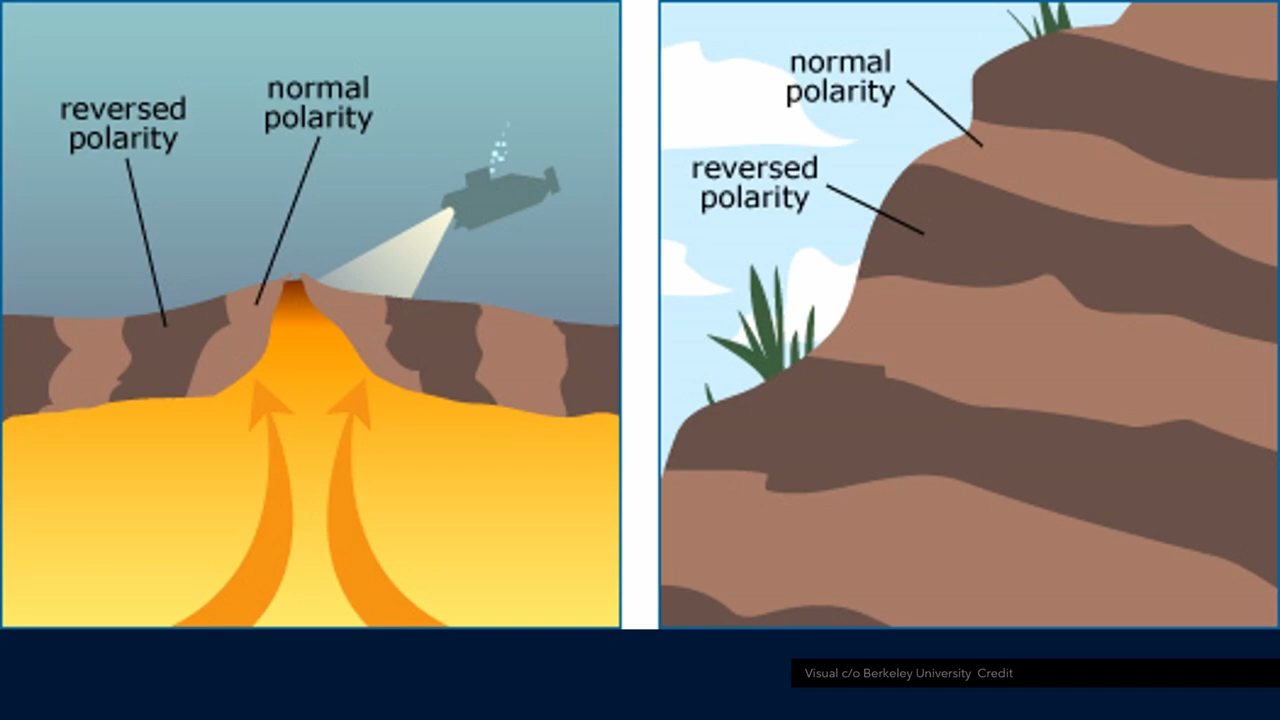 reversed
polarity
normal
polarity
normal
polarity
reversed
polarity
Visual c/o Berkeley University  Credit